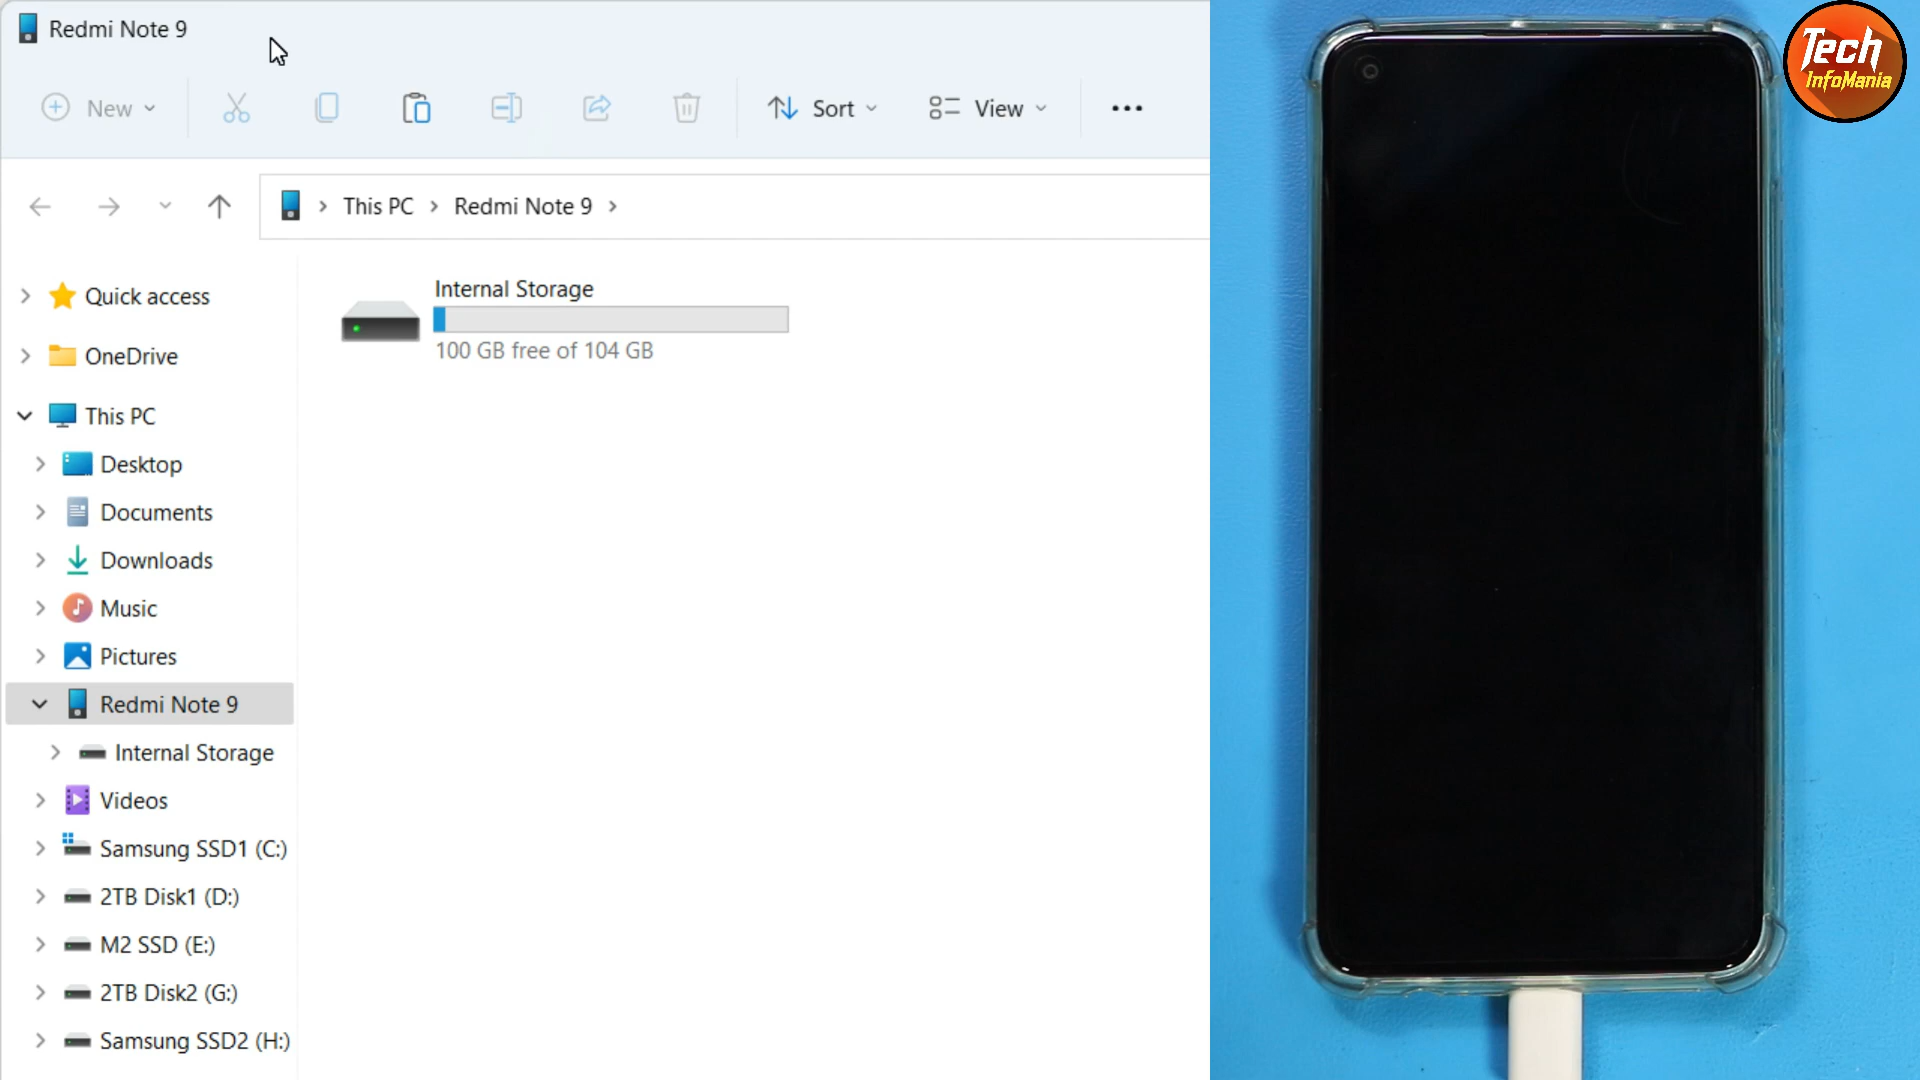 Redmi Note 9
New
Sort
View
This PC
Redmi Note 9
Quick access
OneDrive
This PC
Desktop
Documents
Downloads
Music
Pictures
Redmi Note 9
Internal Storage
Videos
Samsung SSD1 (C:)
2TB Disk1 (D:)
M2 SSD (E:)
2TB Disk2 (G:)
Samsung SSD2 (H:)
Internal Storage
100 GB free of 104 GB
Tech
InfoMania